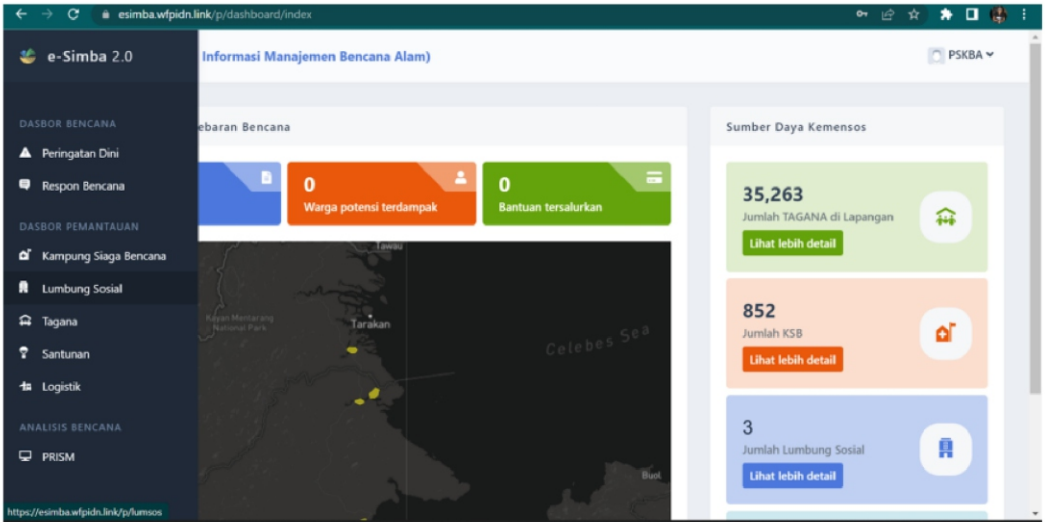 esimba.wfpidn.link/p/dashboard/index
e-Simba 2.0
Informasi Manajemen Bencana Alam)
PSKBA
DASBOR BENCANA
Peringatan Dini
Respon Bencana
DASBOR PEMANTAUAN
Kampung Siaga Bencana
Lumbung Sosial
Tagana
Santunan
Logistik
ANALISIS BENCANA
PRISM
https://esimba.wfpidn.link/p/lumsos
ebaran Bencana
0
Warga potensi terdampak
0
Bantuan tersalurkan
Tawau
Kayan Mentarang
National Park
Tarakan
Celebes Sea
Buol
Sumber Daya Kemensos
35,263
Jumlah TAGANA di Lapangan
Lihat lebih detail
852
Jumlah KSB
Lihat lebih detail
3
Jumlah Lumbung Sosial
Lihat lebih detail